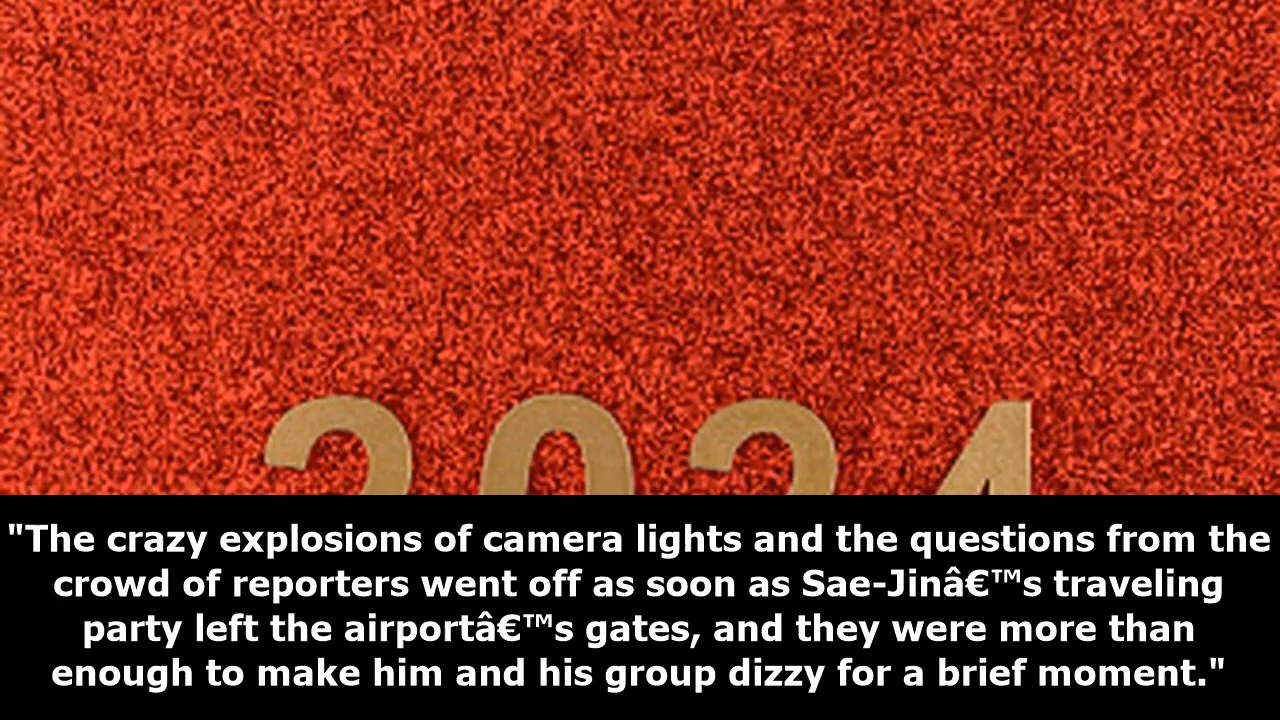 2024
"The crazy explosions of camera lights and the questions from the
crowd of reporters went off as soon as Sae-Jinâ€™s traveling
party left the airportâ€™s gates, and they were more than
enough to make him and his group dizzy for a brief moment."